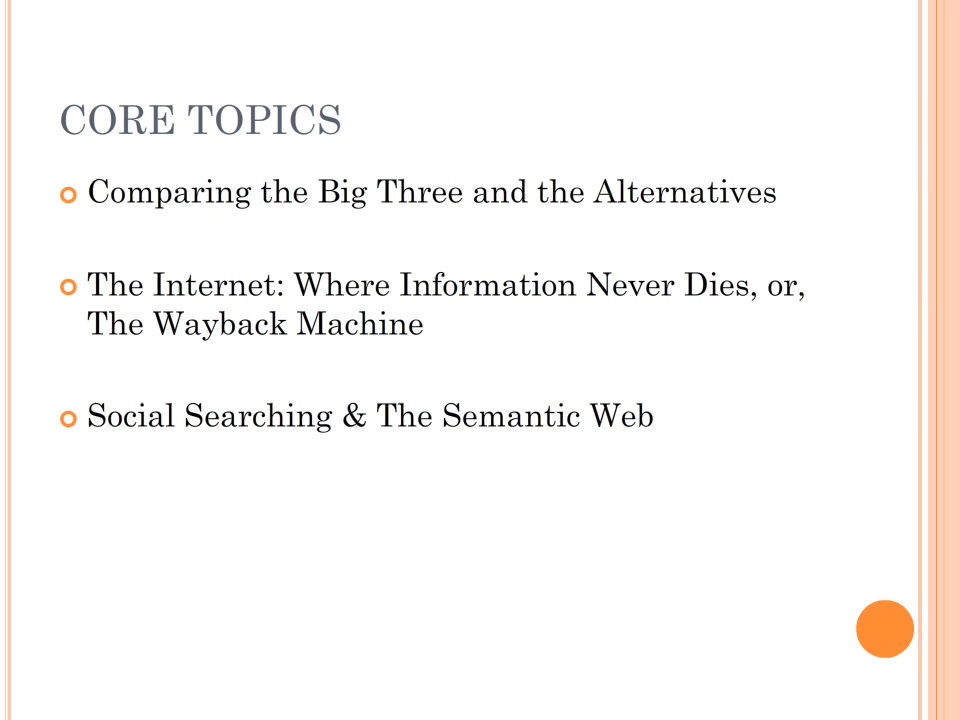 CORE TOPICS
Comparing the Big Three and the Alternatives
The Internet: Where Information Never Dies, or,
The Wayback Machine
Social Searching & The Semantic Web